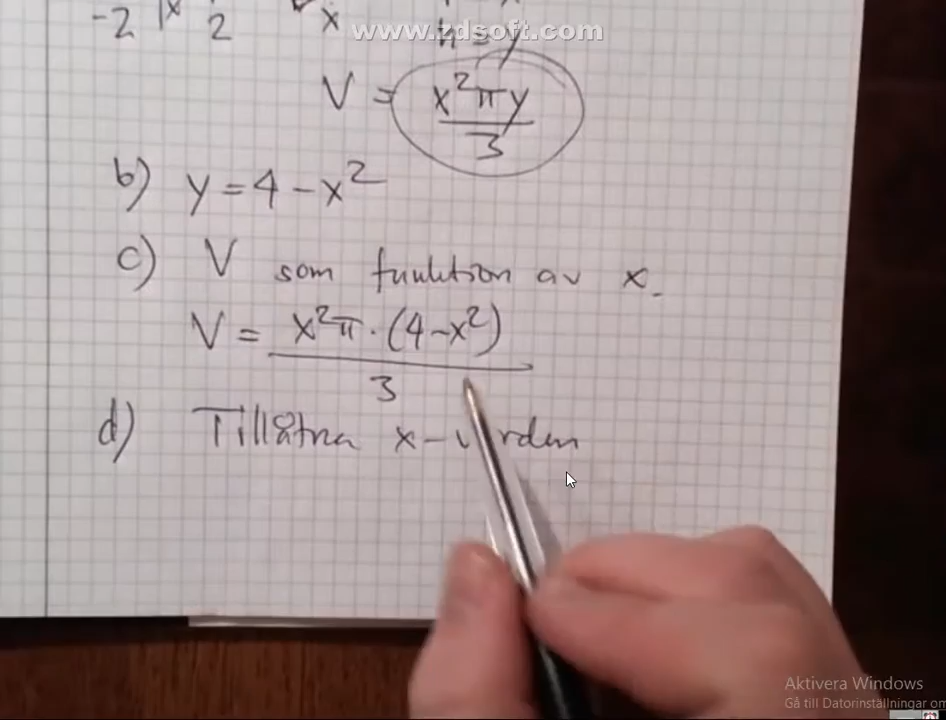 www.zdsoft.com
-2 x 2 x h = y
V = x²πy / 3
b) y = 4 - x²
c) V som funktion av x.
V = x²π · (4-x²) / 3
d) Tillåtna x-värden
Aktivera Windows
Gå till Datorinställningar om